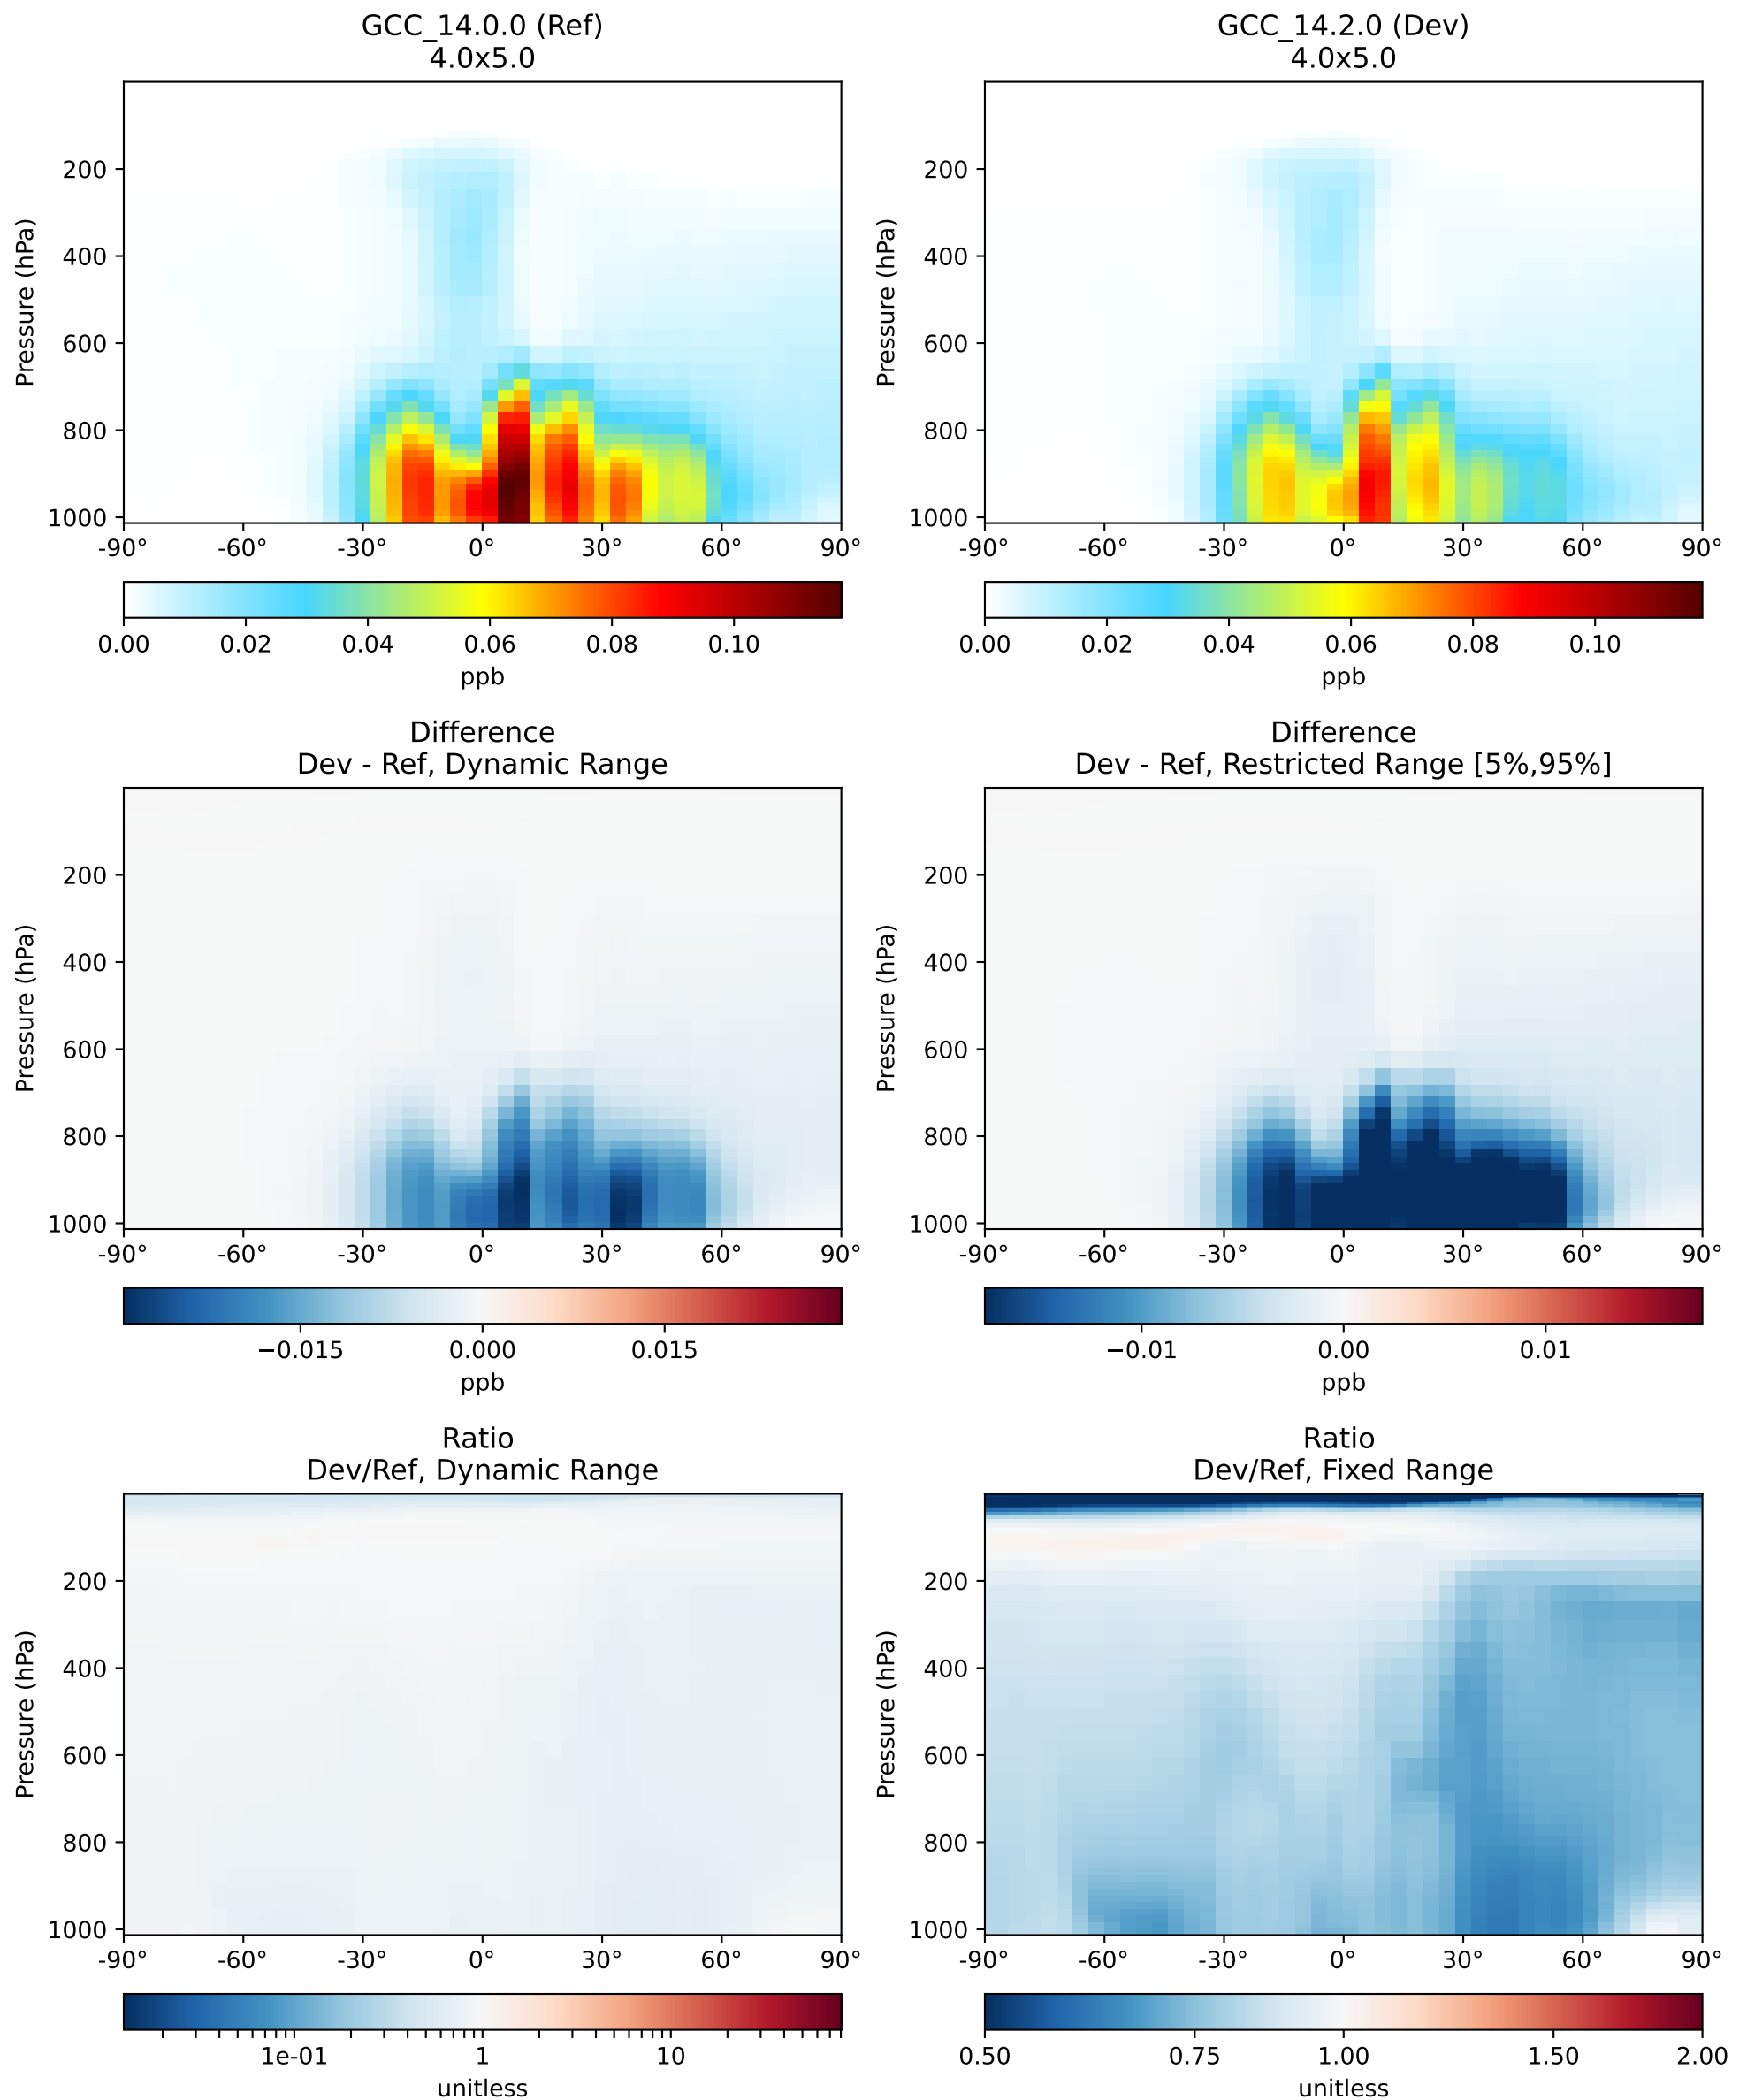 GCC_14.0.0 (Ref)
4.0x5.0
Pressure (hPa)
200
400
600
800
1000
-90° -60° -30° 0° 30° 60° 90°
0.00 0.02 0.04 0.06 0.08 0.10
ppb
GCC_14.2.0 (Dev)
4.0x5.0
Pressure (hPa)
200
400
600
800
1000
-90° -60° -30° 0° 30° 60° 90°
0.00 0.02 0.04 0.06 0.08 0.10
ppb
Difference
Dev - Ref, Dynamic Range
Pressure (hPa)
200
400
600
800
1000
-90° -60° -30° 0° 30° 60° 90°
−0.015 0.000 0.015
ppb
Difference
Dev - Ref, Restricted Range [5%,95%]
Pressure (hPa)
200
400
600
800
1000
-90° -60° -30° 0° 30° 60° 90°
−0.01 0.00 0.01
ppb
Ratio
Dev/Ref, Dynamic Range
Pressure (hPa)
200
400
600
800
1000
-90° -60° -30° 0° 30° 60° 90°
1e-01 1 10
unitless
Ratio
Dev/Ref, Fixed Range
Pressure (hPa)
200
400
600
800
1000
-90° -60° -30° 0° 30° 60° 90°
0.50 0.75 1.00 1.50 2.00
unitless